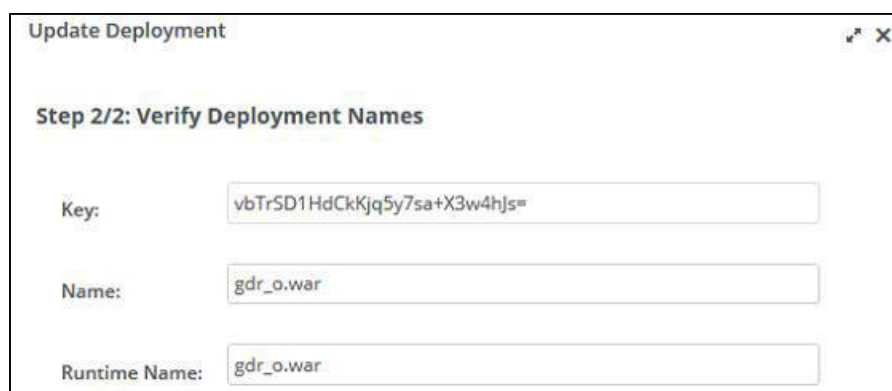 Update Deployment
Step 2/2: Verify Deployment Names
Key: vbTrSD1HdCkKjq5y7sa+X3w4hJs=
Name: gdr_o.war
Runtime Name: gdr_o.war